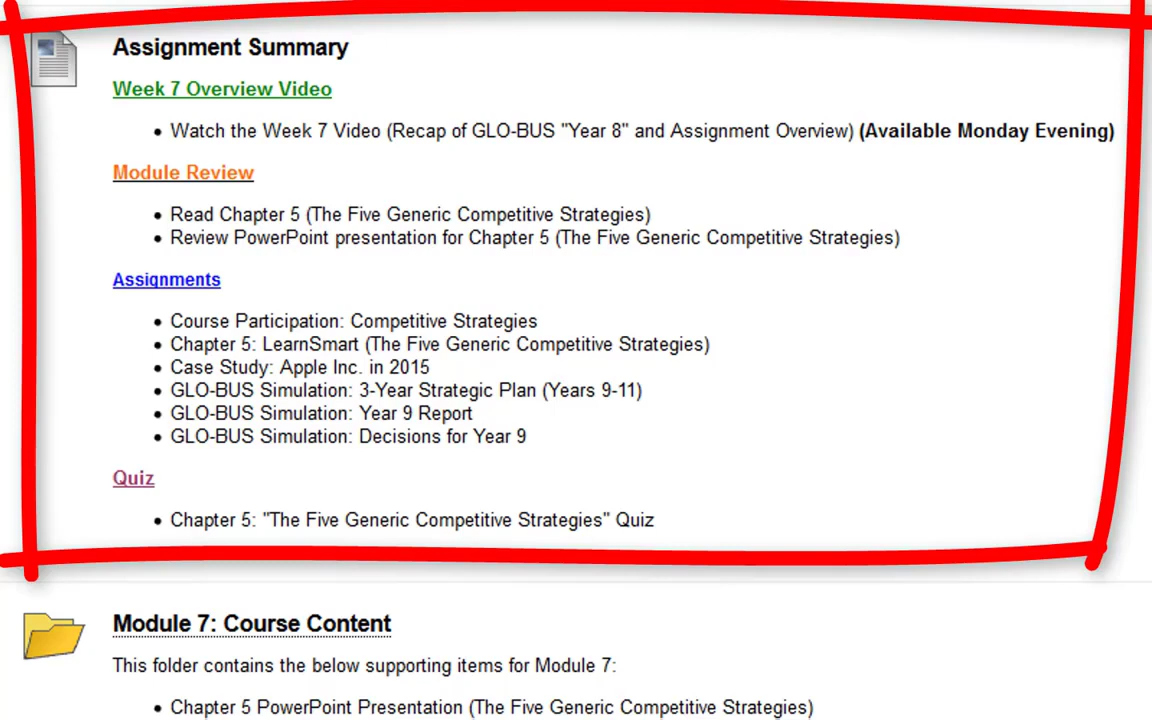 Assignment Summary
Week 7 Overview Video
• Watch the Week 7 Video (Recap of GLO-BUS "Year 8" and Assignment Overview) (Available Monday Evening)
Module Review
• Read Chapter 5 (The Five Generic Competitive Strategies)
• Review PowerPoint presentation for Chapter 5 (The Five Generic Competitive Strategies)
Assignments
• Course Participation: Competitive Strategies
• Chapter 5: LearnSmart (The Five Generic Competitive Strategies)
• Case Study: Apple Inc. in 2015
• GLO-BUS Simulation: 3-Year Strategic Plan (Years 9-11)
• GLO-BUS Simulation: Year 9 Report
• GLO-BUS Simulation: Decisions for Year 9
Quiz
• Chapter 5: "The Five Generic Competitive Strategies" Quiz
Module 7: Course Content
This folder contains the below supporting items for Module 7:
• Chapter 5 PowerPoint Presentation (The Five Generic Competitive Strategies)